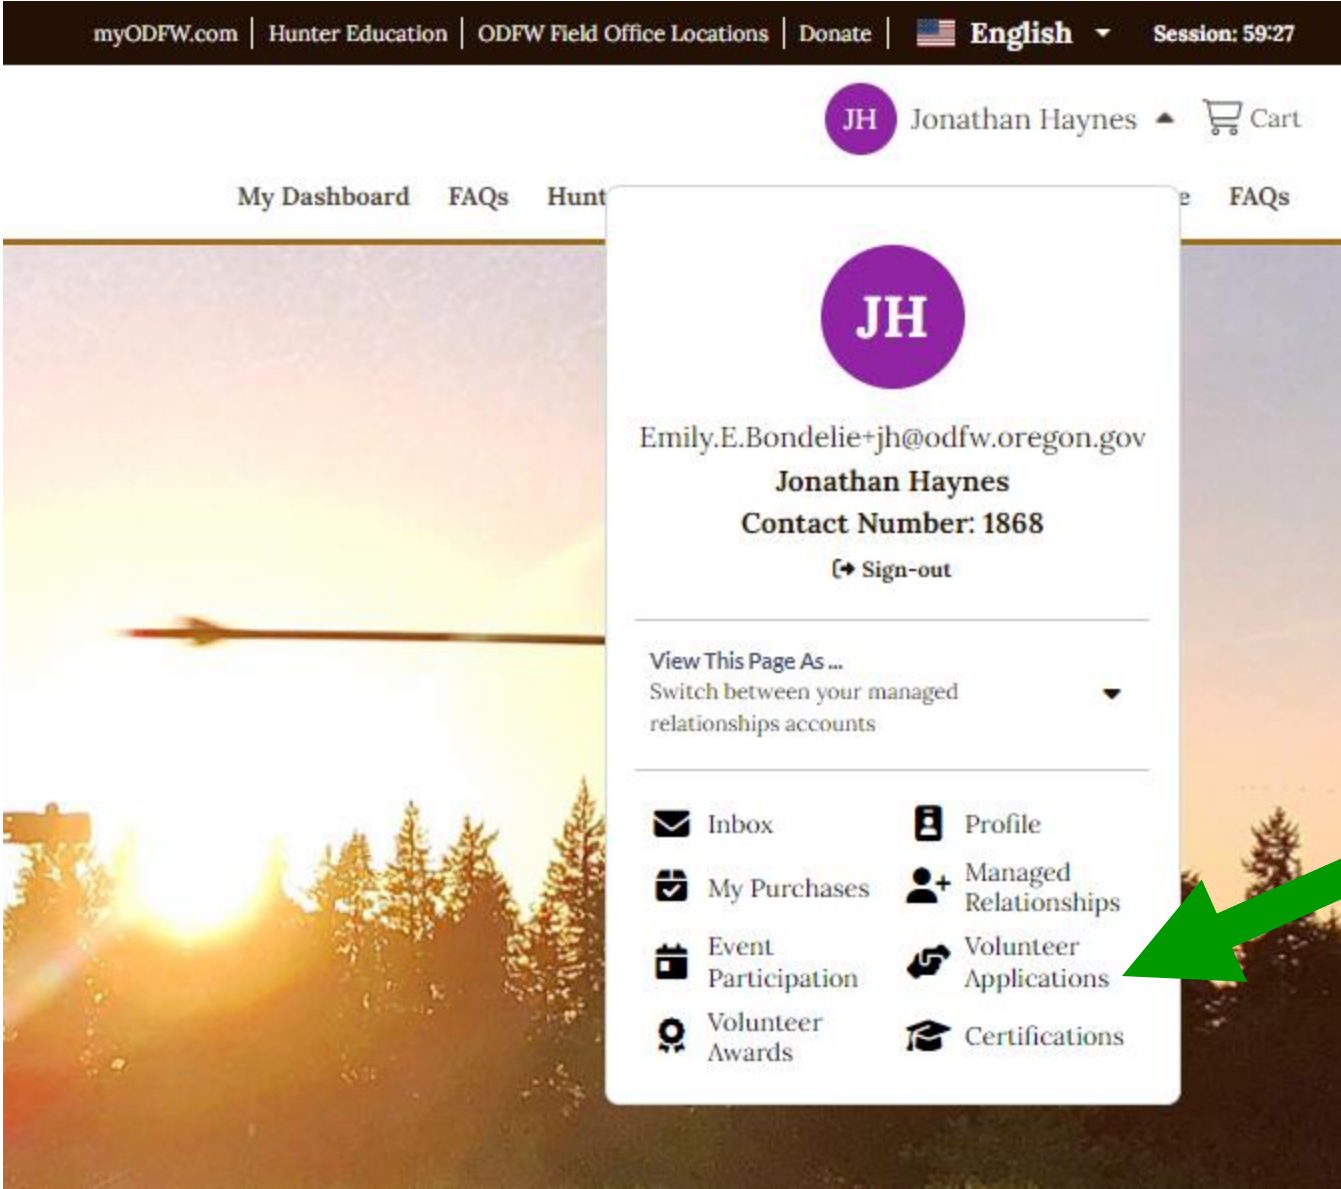 myODFW.com | Hunter Education | ODFW Field Office Locations | Donate | English Session: 59:27
JH Jonathan Haynes Cart
My Dashboard FAQs Hunt e FAQs
JH
Emily.E.Bondelie+jh@odfw.oregon.gov
Jonathan Haynes
Contact Number: 1868
Sign-out
View This Page As ...
Switch between your managed
relationships accounts
Inbox
Profile
My Purchases
Managed
Relationships
Event
Participation
Volunteer
Applications
Volunteer
Awards
Certifications